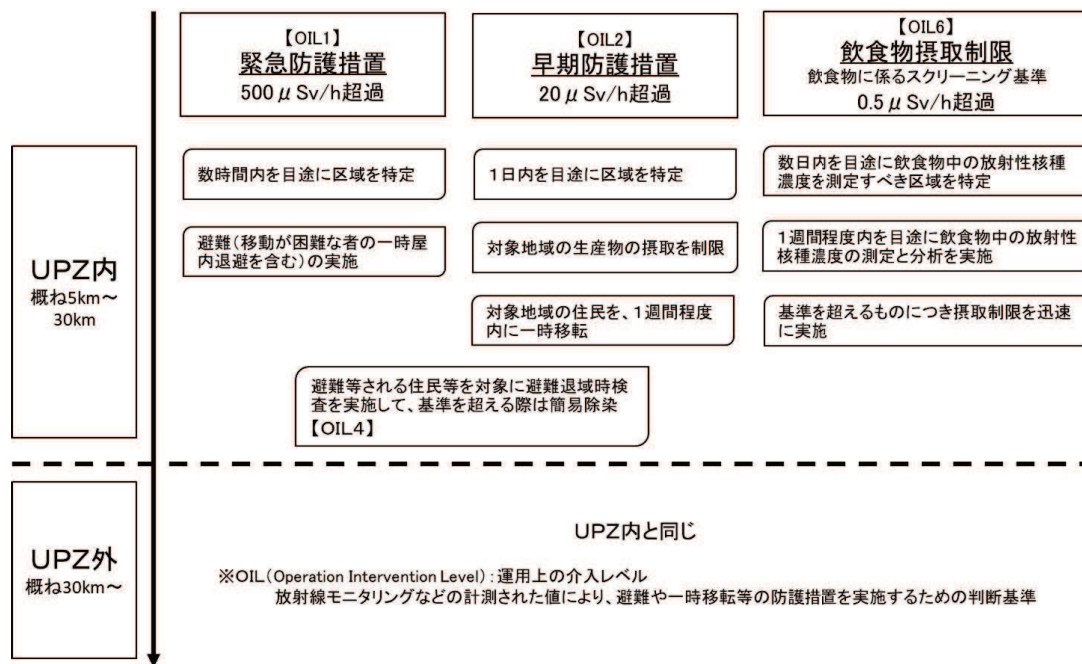 【OIL1】
緊急防護措置
500μSv/h超過
【OIL2】
早期防護措置
20μSv/h超過
【OIL6】
飲食物摂取制限
飲食物に係るスクリーニング基準
0.5μSv/h超過
UPZ内
概ね5km～
30km
数時間内を目途に区域を特定
避難（移動が困難な者の一時屋
内退避を含む）の実施
1日内を目途に区域を特定
対象地域の生産物の摂取を制限
対象地域の住民を、1週間程度
内に一時移転
数日内を目途に飲食物中の放射性核種
濃度を測定すべき区域を特定
1週間程度内を目途に飲食物中の放射性
核種濃度の測定と分析を実施
基準を超えるものにつき摂取制限を迅速
に実施
避難等される住民等を対象に避難退域時検
査を実施して、基準を超える際は簡易除染
【OIL4】
UPZ外
概ね30km～
UPZ内と同じ
※OIL（Operation Intervention Level）：運用上の介入レベル
放射線モニタリングなどの計測された値により、避難や一時移転等の防護措置を実施するための判断基準